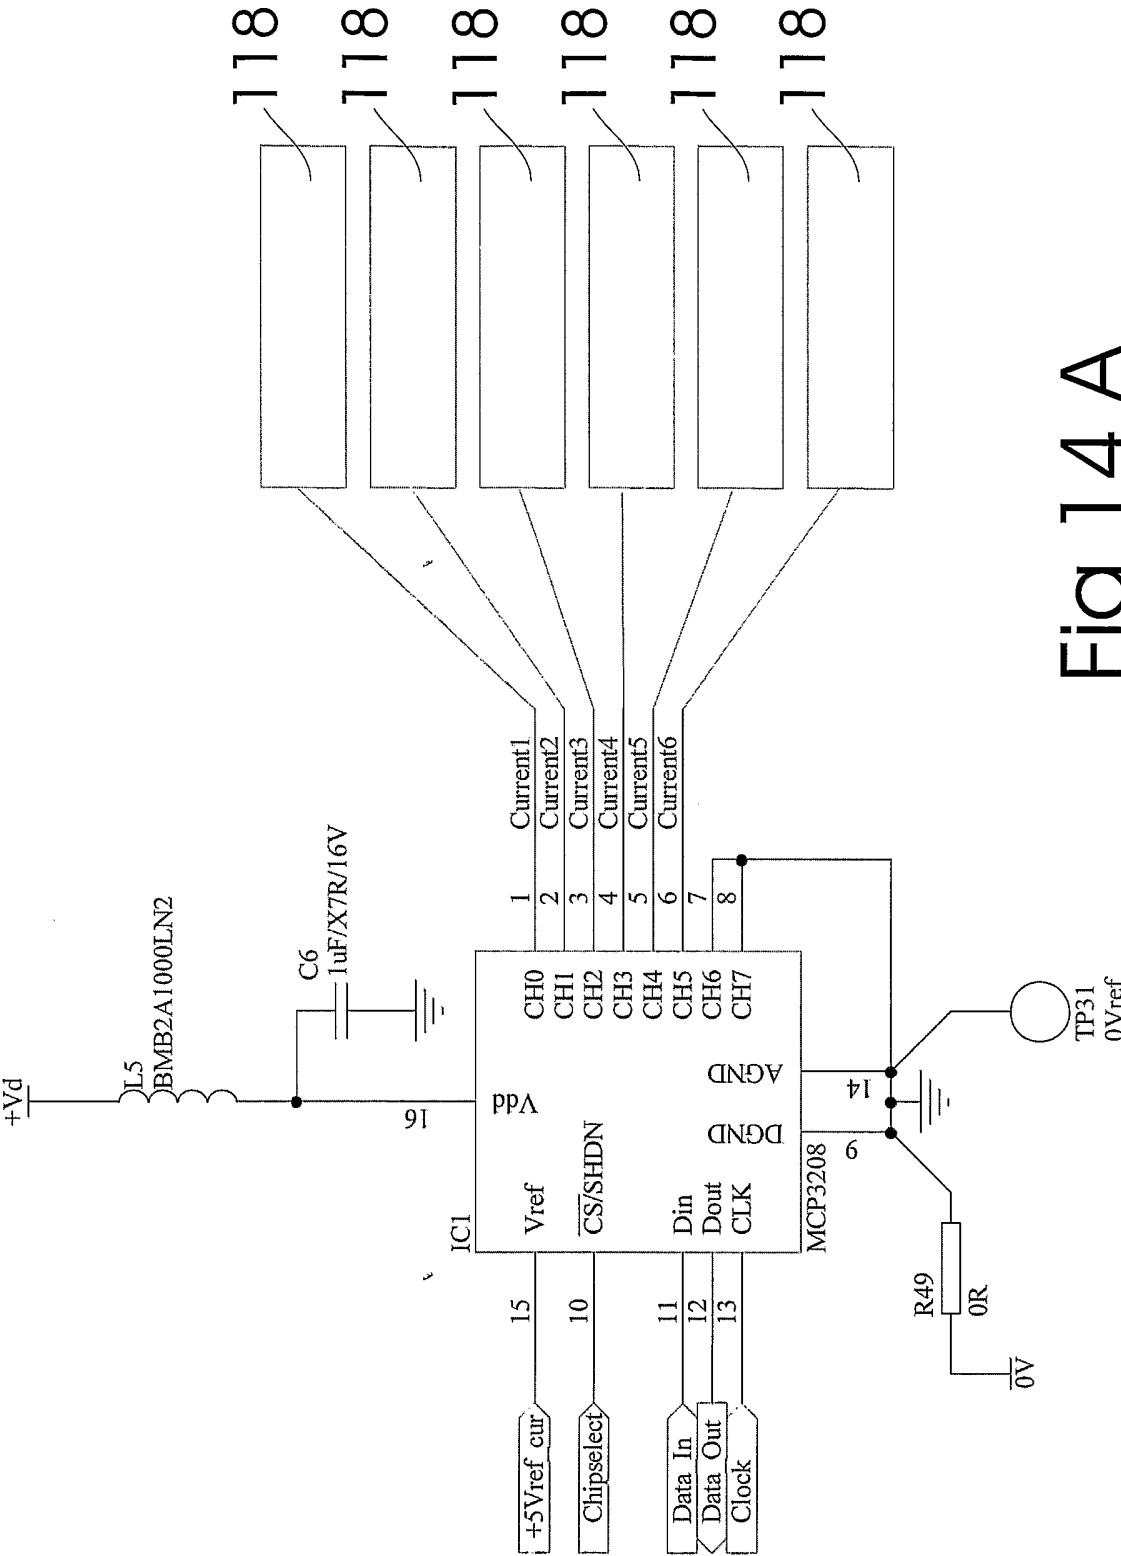 118
118
118
118
118
118
+Vd
L5
BMB2A1000LN2
C6
1uF/X7R/16V
16
Vdd
IC1
MCP3208
Vref
CS/SHDN
Din
Dout
CLK
CH0
CH1
CH2
CH3
CH4
CH5
CH6
CH7
AGND
DGND
1
2
3
4
5
6
7
8
Current1
Current2
Current3
Current4
Current5
Current6
15
10
11
12
13
+5Vref cur
Chipselect
Data In
Data Out
Clock
14
9
R49
0R
0V
TP31
0Vref
Fig 14 A